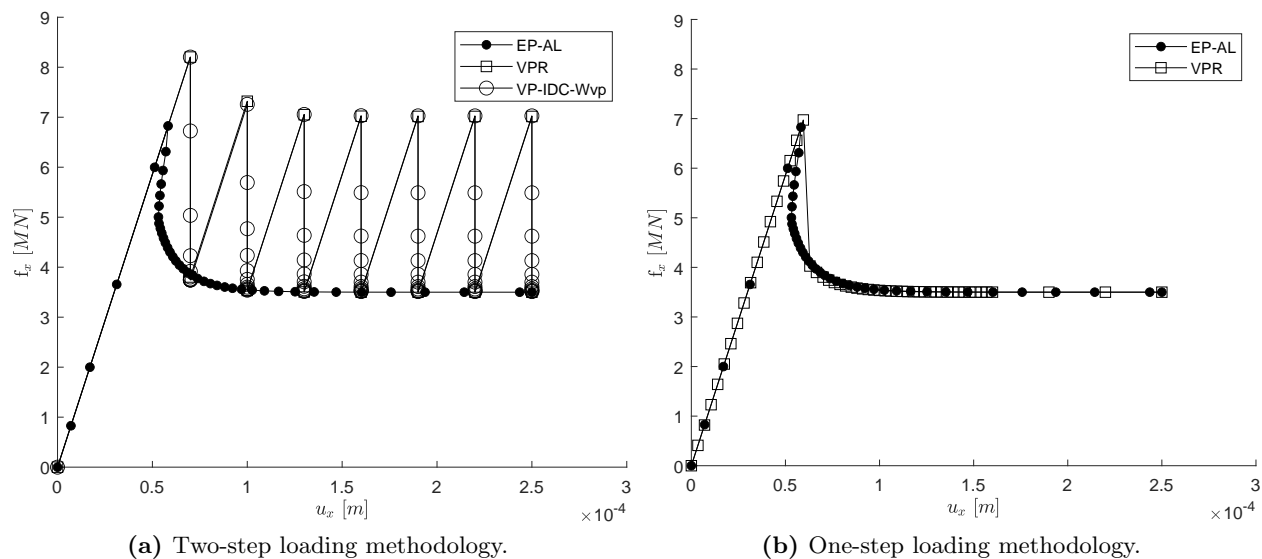 9
8
7
6
5
4
3
2
1
0
f_x [MN]
EP-AL
VPR
VP-IDC-Wvp
0 0.5 1 1.5 2 2.5 3
u_x [m]
×10⁻⁴
(a) Two-step loading methodology.
9
8
7
6
5
4
3
2
1
0
f_x [MN]
EP-AL
VPR
0 0.5 1 1.5 2 2.5 3
u_x [m]
×10⁻⁴
(b) One-step loading methodology.